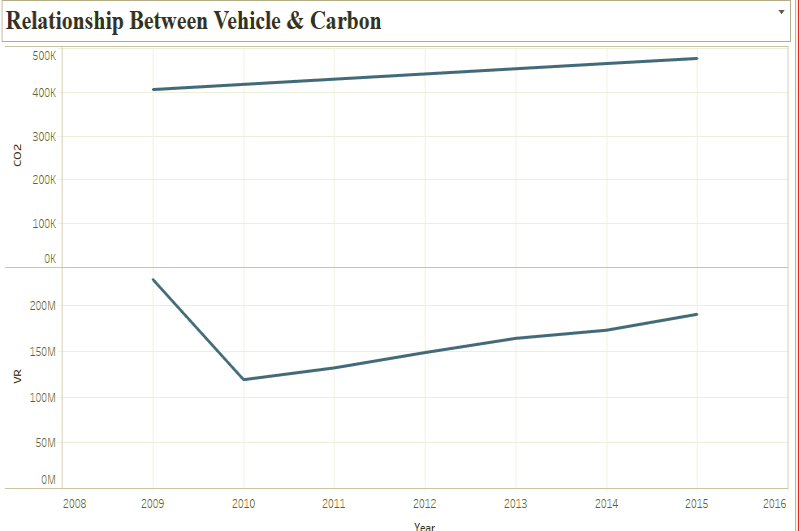 Relationship Between Vehicle & Carbon
500K
400K
300K
200K
100K
0K
CO2
200M
150M
100M
50M
0M
VR
2008 2009 2010 2011 2012 2013 2014 2015 2016
Year